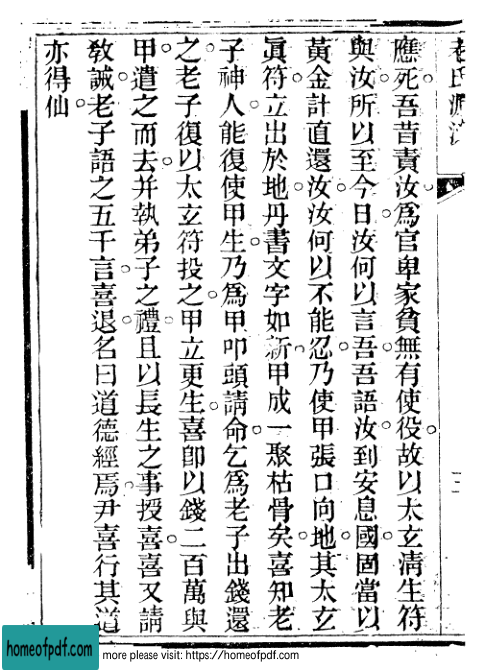 應死吾昔責汝爲官卑家貧無有使役故以太玄淸生符
與汝所以至今日汝何以言吾吾語汝到安息國固當以
黃金計直還汝汝何以不能忍乃使甲張口向地其太玄
眞符立出於地丹書文字如新甲成一聚枯骨矣喜知老
子神人能復使甲生乃爲甲叩頭請命乞爲老子出錢還
之老子復以太玄符投之甲立更生喜卽以錢二百萬與
甲遣之而去并執弟子之禮且以長生之事授喜喜又請
敎誡老子語之五千言喜退名曰道德經焉尹喜行其道
亦得仙
homeofpdf.com
more please visit: https://homeofpdf.com